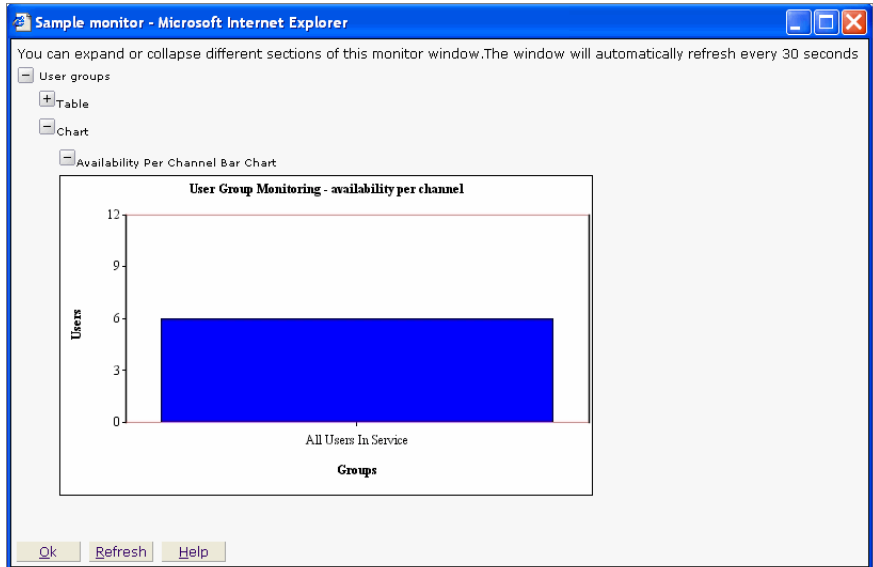 Sample monitor - Microsoft Internet Explorer
You can expand or collapse different sections of this monitor window.The window will automatically refresh every 30 seconds
User groups
Table
Chart
Availability Per Channel Bar Chart
User Group Monitoring - availability per channel
12
9
6
3
0
Users
All Users In Service
Groups
Ok Refresh Help